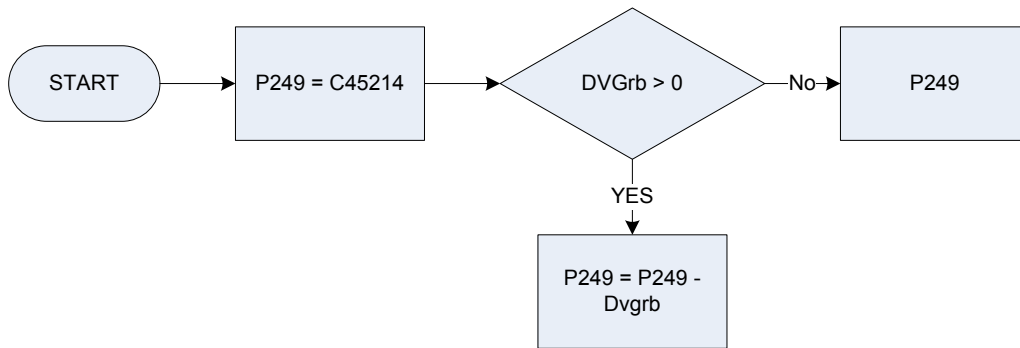 START
P249 = C45214
DVGrb > 0
No
P249
YES
P249 = P249 -
Dvgrb